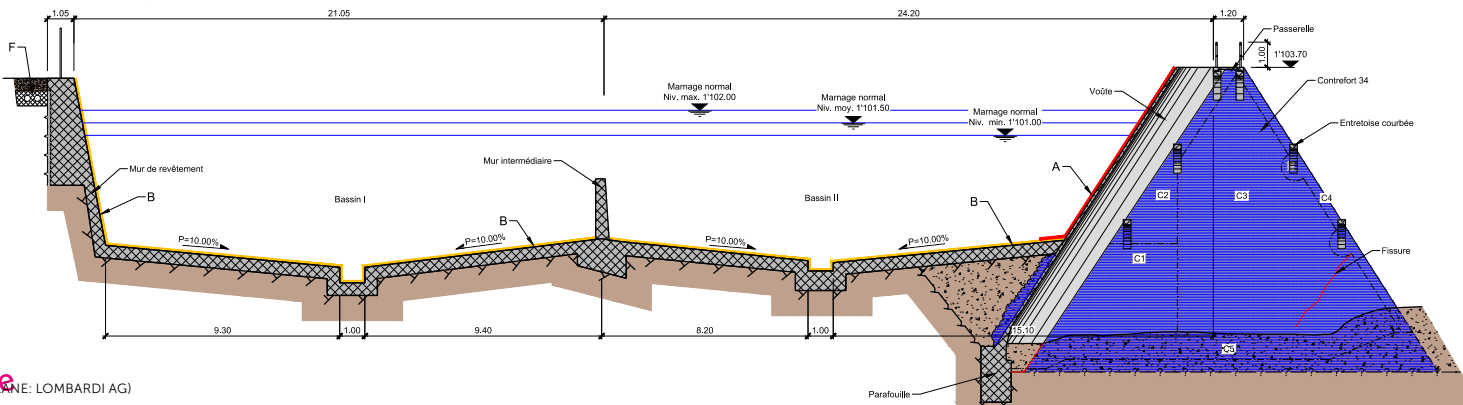 1.05
21.05
24.20
1.20
F
Passerelle
1.00
1'103.70
Marnage normal
Niv. max. 1'102.00
Marnage normal
Niv. moy. 1'101.50
Marnage normal
Niv. min. 1'101.00
Voûte
Contrefort 34
Entretoise courbée
Mur de revêtement
Mur intermédiaire
A
B
Bassin I
Bassin II
B
B
C2
C3
C4
P=10.00%
P=10.00%
P=10.00%
P=10.00%
C1
Fissure
9.30
1.00
9.40
8.20
1.00
15.10
C5
Parafouille
ANE: LOMBARDI AG)